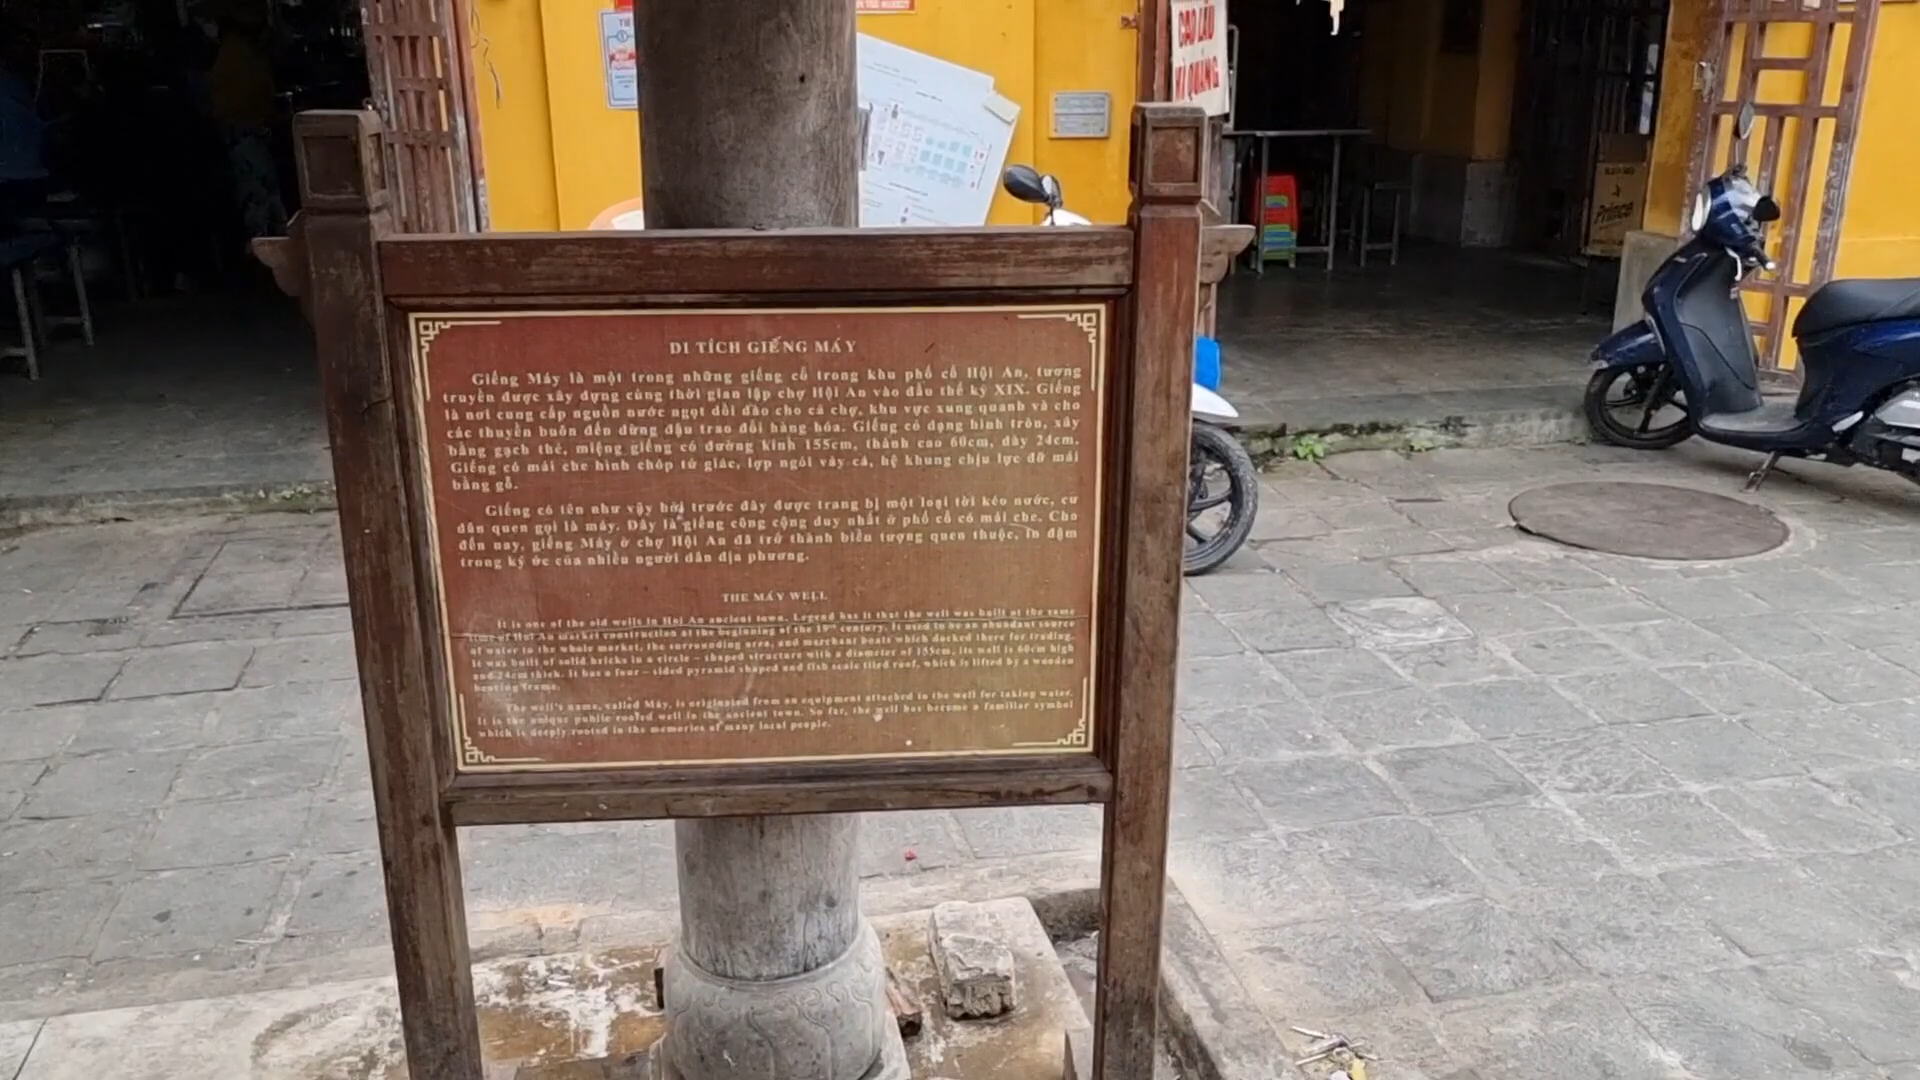 CAO LẦU
MÌ QUẢNG
DI TÍCH GIẾNG MÁY
Giếng Máy là một trong những giếng cổ trong khu phố cổ Hội An, tương
truyền được xây dựng cùng thời gian lập chợ Hội An vào đầu thế kỷ XIX. Giếng
là nơi cung cấp nguồn nước ngọt dồi dào cho cả chợ, khu vực xung quanh và cho
các thuyền buôn đến dừng đậu trao đổi hàng hóa. Giếng có dạng hình tròn, xây
bằng gạch thẻ, miệng giếng có đường kính 155cm, thành cao 60cm, dày 24cm.
Giếng có mái che hình chóp tứ giác, lợp ngói vảy cá, hệ khung chịu lực đỡ mái
bằng gỗ.
Giếng có tên như vậy bởi trước đây được trang bị một loại tời kéo nước, cư
dân quen gọi là máy. Đây là giếng công cộng duy nhất ở phố cổ có mái che. Cho
đến nay, giếng Máy ở chợ Hội An đã trở thành biểu tượng quen thuộc, in đậm
trong ký ức của nhiều người dân địa phương.
THE MÁY WELL
It is one of the old wells in Hoi An ancient town. Legend has it that the well was built at the same
time of Hoi An market construction at the beginning of the 19th century. It used to be an abundant source
of water to the whole market, the surrounding area, and merchant boats which docked there for trading.
It was built of solid bricks in a circle – shaped structure with a diameter of 155cm, its wall is 60cm high
and 24cm thick. It has a four – sided pyramid shaped and fish scale tiled roof, which is lifted by a wooden
beating frame.
The well's name, called Máy, is originated from an equipment attached to the well for taking water.
It is the unique public roofed well in the ancient town. So far, the well has become a familiar symbol
which is deeply rooted in the memories of many local people.
Prince